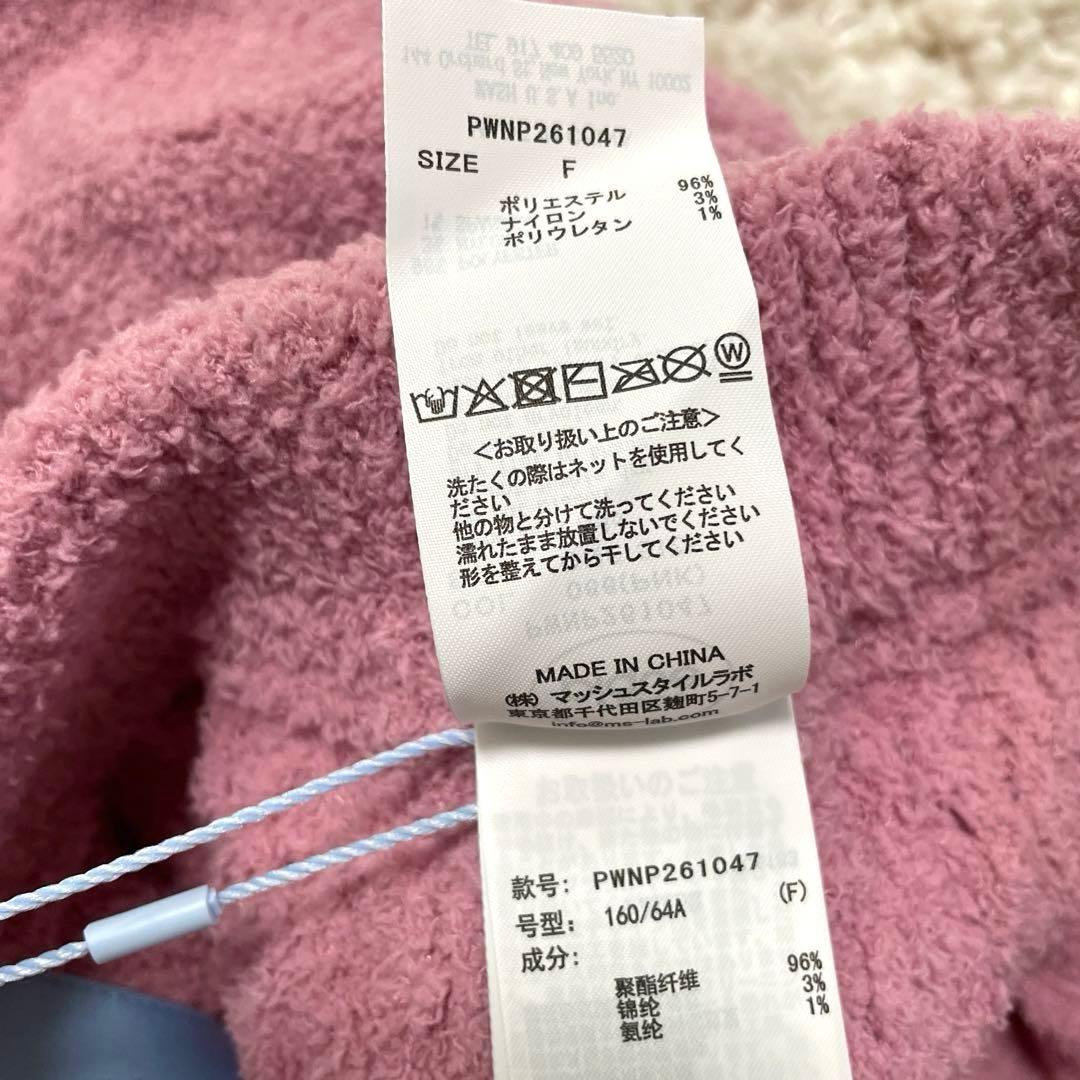 PWNP261047
SIZE F
ポリエステル 96%
ナイロン 3%
ポリウレタン 1%
W
<お取り扱い上のご注意>
洗たくの際はネットを使用してく
ださい
他の物と分けて洗ってください
濡れたまま放置しないでください
形を整えてから干してください
MADE IN CHINA
(株) マッシュスタイルラボ
東京都千代田区麹町5-7-1
info@ms-lab.com
款号: PWNP261047
号型: 160/64A (F)
成分:
聚酯纤维 96%
锦纶 3%
氨纶 1%